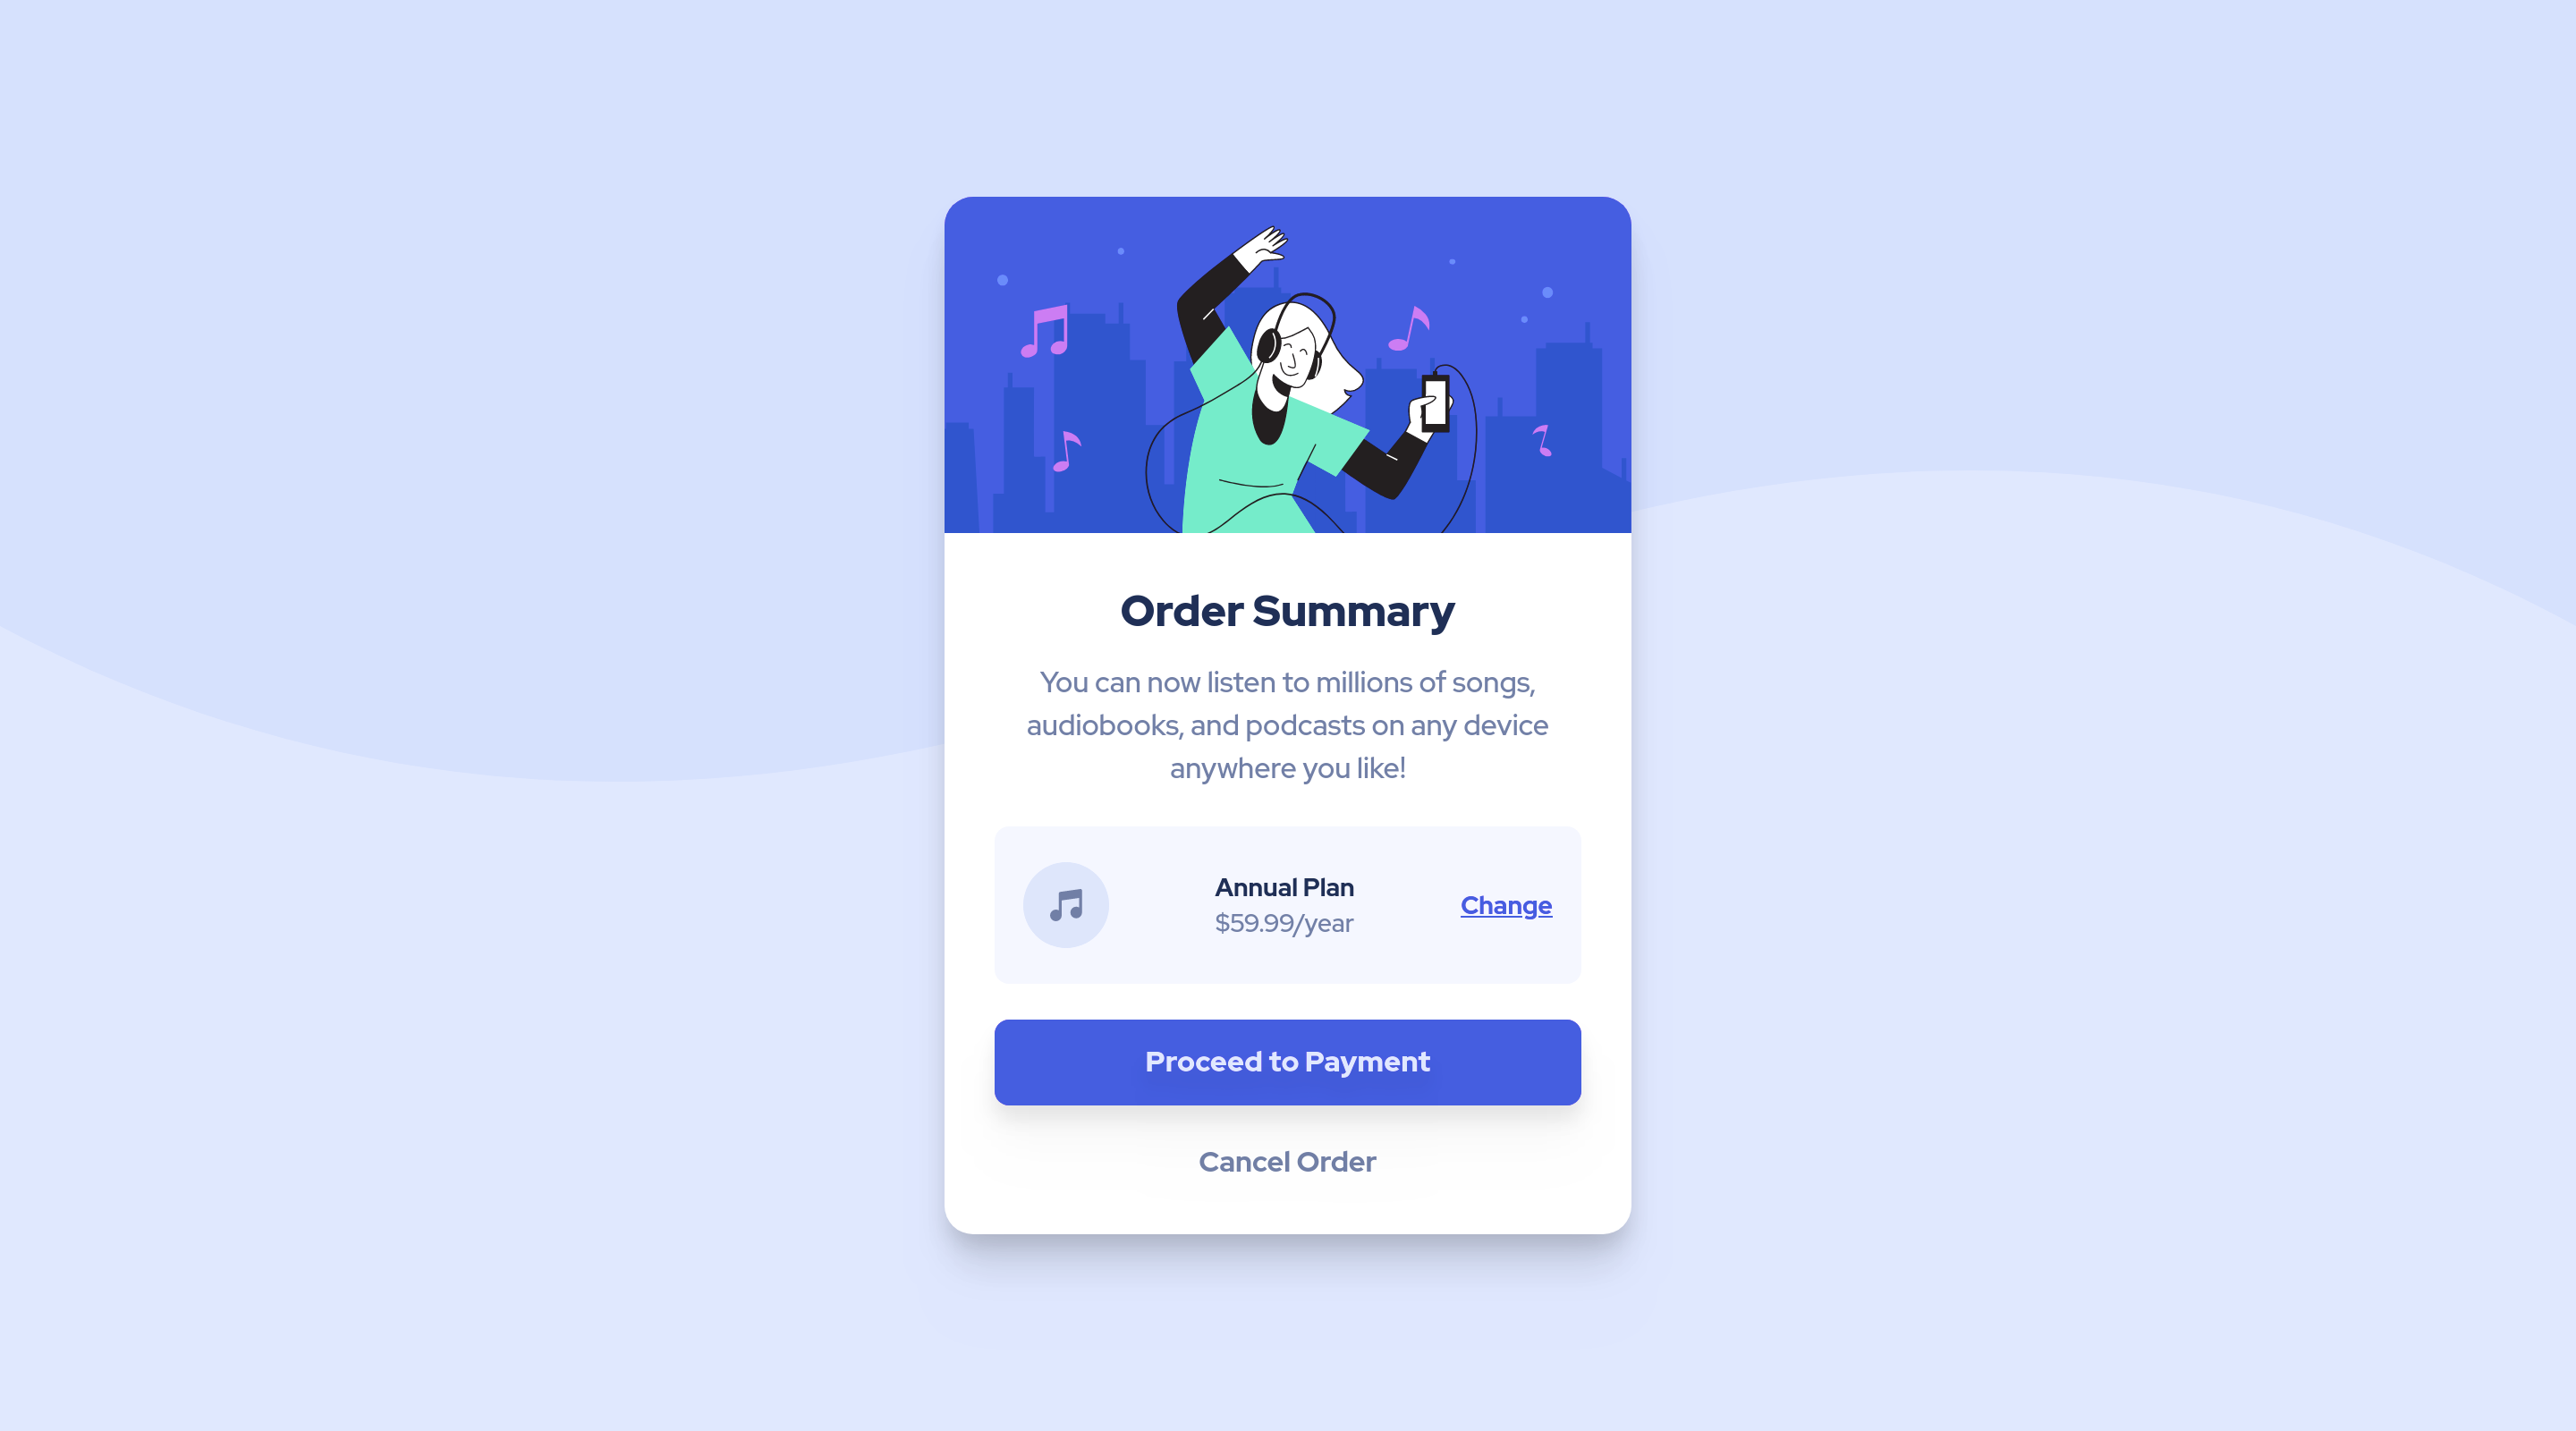 Order Summary
You can now listen to millions of songs,
audiobooks, and podcasts on any device
anywhere you like!
Annual Plan
$59.99/year
Change
Proceed to Payment
Cancel Order